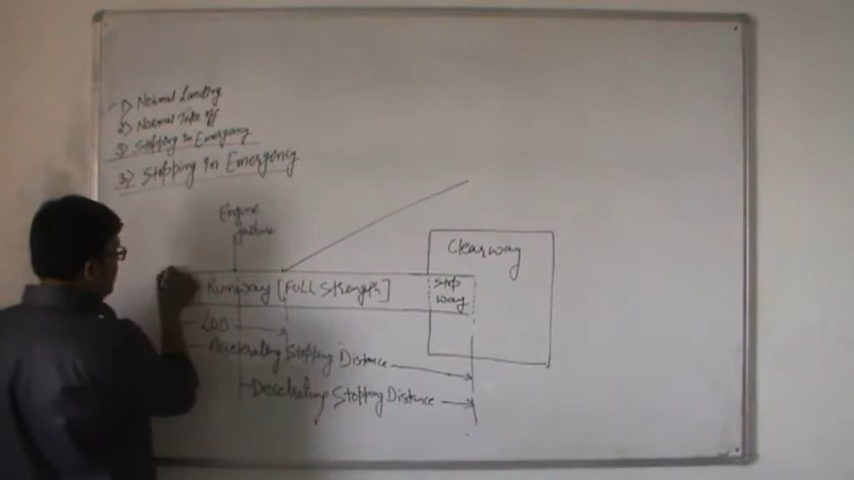 1) Normal Landing
2) Normal Take off
3) Stopping in Emergency
3) Stopping in Emergency
Engine
failure
Clearway
Runway [FULL Strength]
stop
way
LOD
Accelerating Stopping Distance
Decelrating Stopping Distance